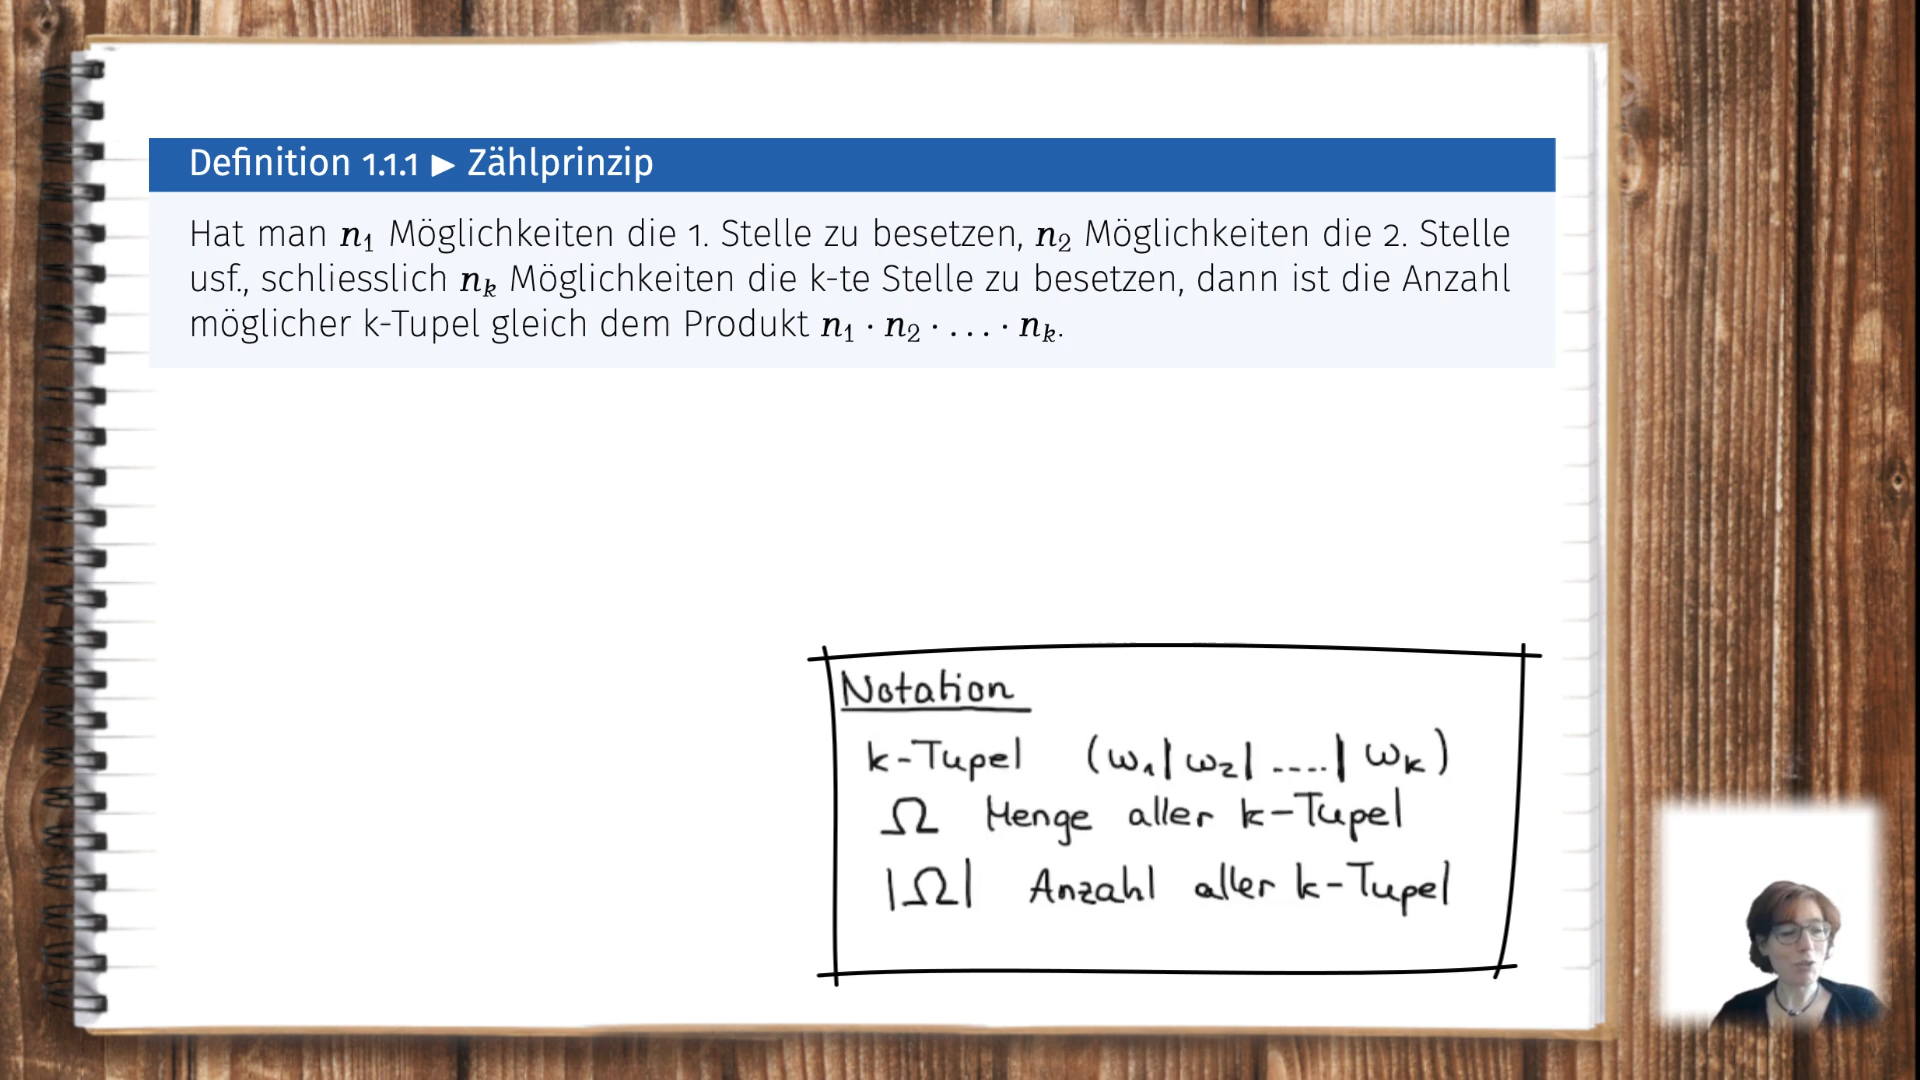 Definition 1.1.1 ▶ Zählprinzip
Hat man n₁ Möglichkeiten die 1. Stelle zu besetzen, n₂ Möglichkeiten die 2. Stelle
usf., schliesslich nₖ Möglichkeiten die k-te Stelle zu besetzen, dann ist die Anzahl
möglicher k-Tupel gleich dem Produkt n₁ · n₂ · . . . · nₖ.
Notation
k-Tupel (ω₁| ω₂| ....| ωₖ)
Ω Menge aller k-Tupel
|Ω| Anzahl aller k-Tupel